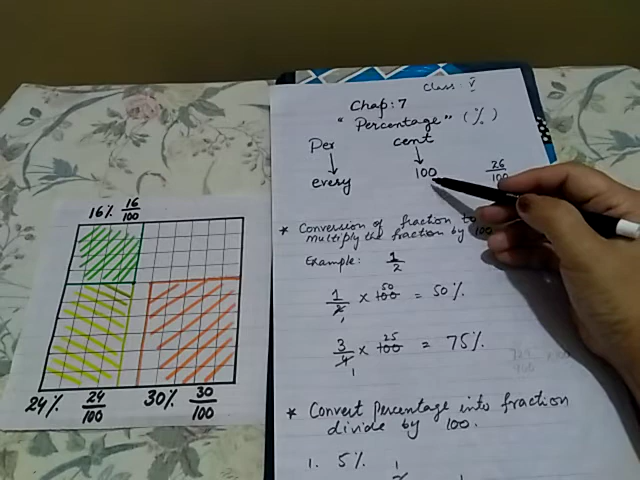 Class V
Chap: 7
"Percentage" (%)
Per cent
every 100
26/100
16% 16/100
24% 24/100 30% 30/100
* Conversion of fraction to
multiply the fraction by 100
Example: 1/2
1/2 × 100 50 = 50%
3/4 × 100 25 = 75%
* Convert percentage into fraction
divide by 100.
1. 5%